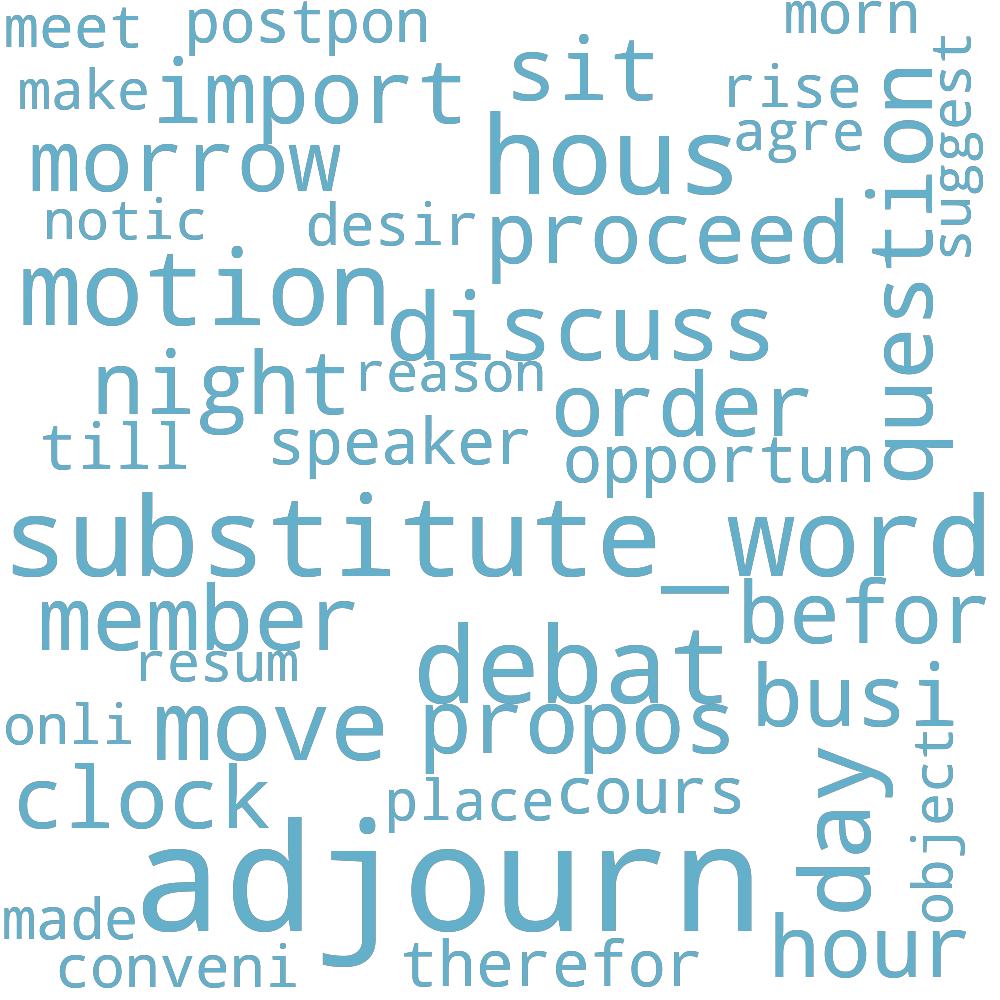 meet postpon morn
make import sit rise suggest
morrow hous agre question
notic desir proceed
motion discuss
night reason order
till speaker opportun
substitute_word
member befor
resum debat busi
onli move propos objecti
clock place cours day
adjourn
made hour
conveni therefor